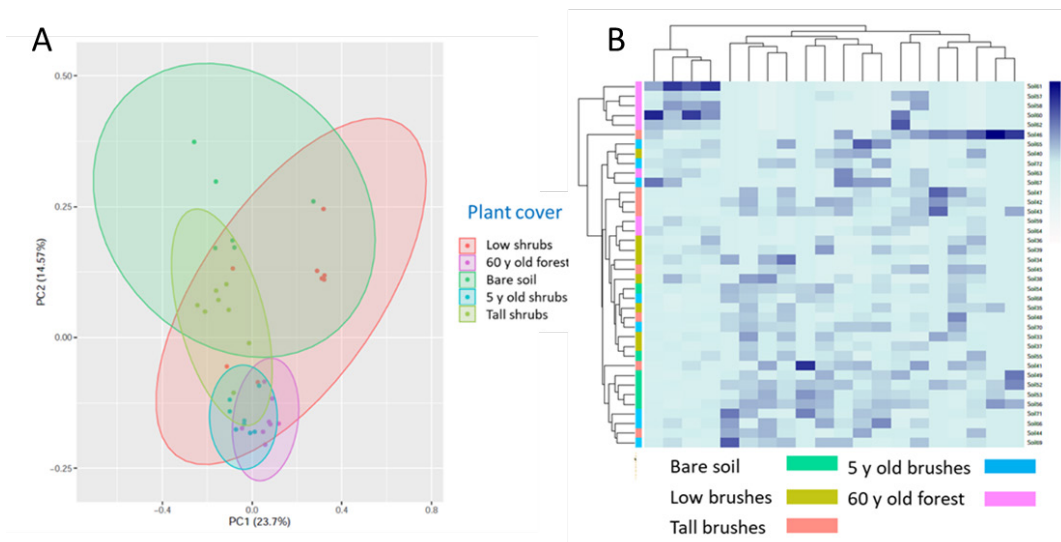 A
0.50
0.25
0.00
-0.25
-0.4
0.0
0.4
0.8
PC1 (23.7%)
PC2 (14.57%)
Plant cover
Low shrubs
60 y old forest
Bare soil
5 y old shrubs
Tall shrubs
B
Soil61
Soil57
Soil58
Soil60
Soil62
Soil46
Soil65
Soil40
Soil72
Soil63
Soil67
Soil41
Soil42
Soil43
Soil59
Soil64
Soil36
Soil39
Soil34
Soil45
Soil38
Soil54
Soil68
Soil35
Soil48
Soil70
Soil33
Soil37
Soil55
Soil41
Soil49
Soil52
Soil53
Soil56
Soil71
Soil66
Soil44
Soil69
Bare soil
5 y old brushes
Low brushes
60 y old forest
Tall brushes